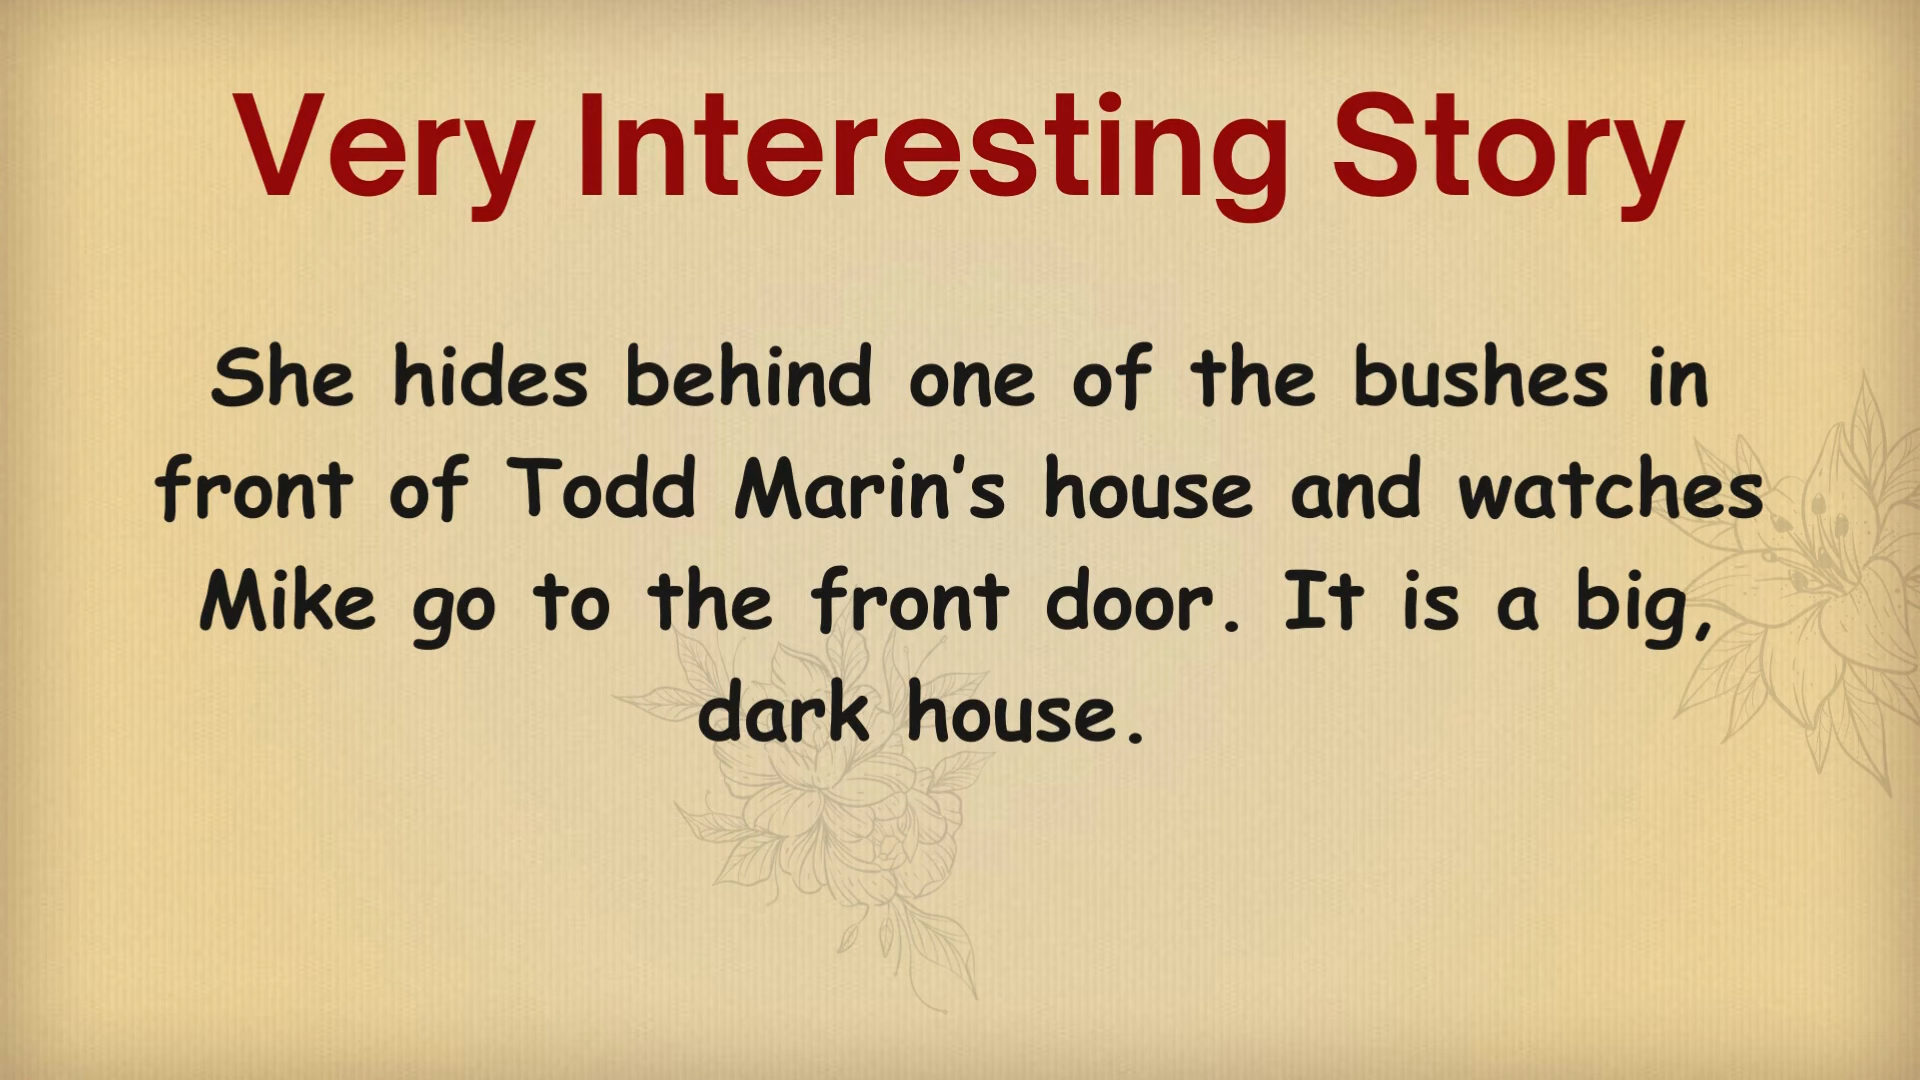 Very Interesting Story
She hides behind one of the bushes in
front of Todd Marin's house and watches
Mike go to the front door. It is a big,
dark house.